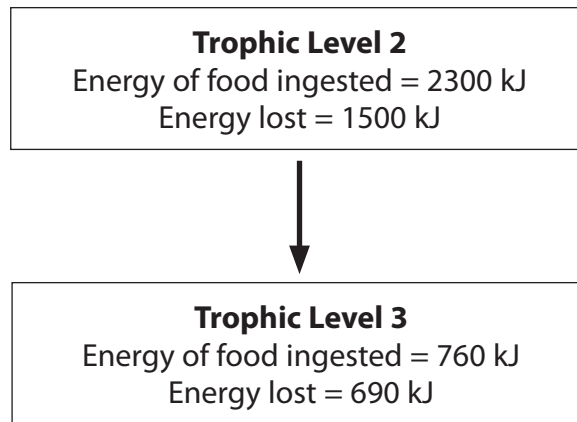 Trophic Level 2
Energy of food ingested = 2300 kJ
Energy lost = 1500 kJ
Trophic Level 3
Energy of food ingested = 760 kJ
Energy lost = 690 kJ